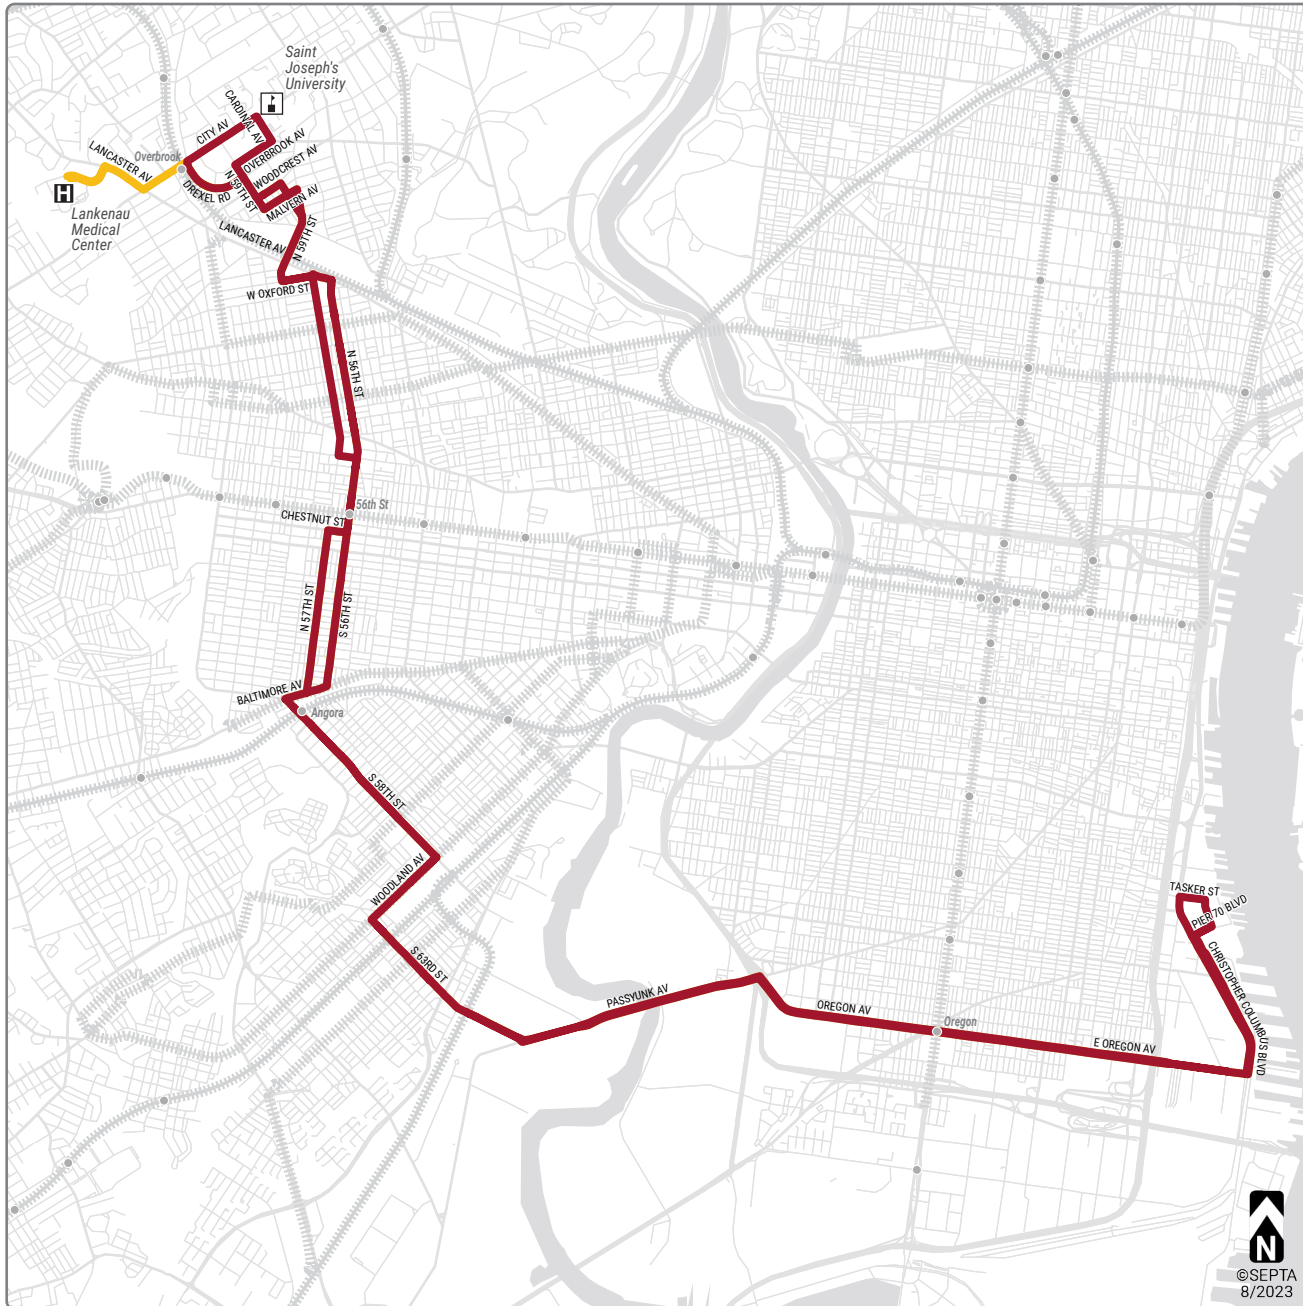 Saint
Joseph's
University
CARDINAL AV
CITY AV
OVERBROOK AV
WOODCREST AV
LANCASTER AV
Overbrook
N 59TH ST
DREXEL RD
MALVERN AV
H
Lankenau
Medical
Center
LANCASTER AV
N 59TH ST
W OXFORD ST
N 56TH ST
56th St
CHESTNUT ST
N 57TH ST
S 56TH ST
BALTIMORE AV
Angora
S 58TH ST
WOODLAND AV
S 63RD ST
PASSYUNK AV
OREGON AV
Oregon
E OREGON AV
TASKER ST
PIER 70 BLVD
CHRISTOPHER COLUMBUS BLVD
N
©SEPTA
8/2023